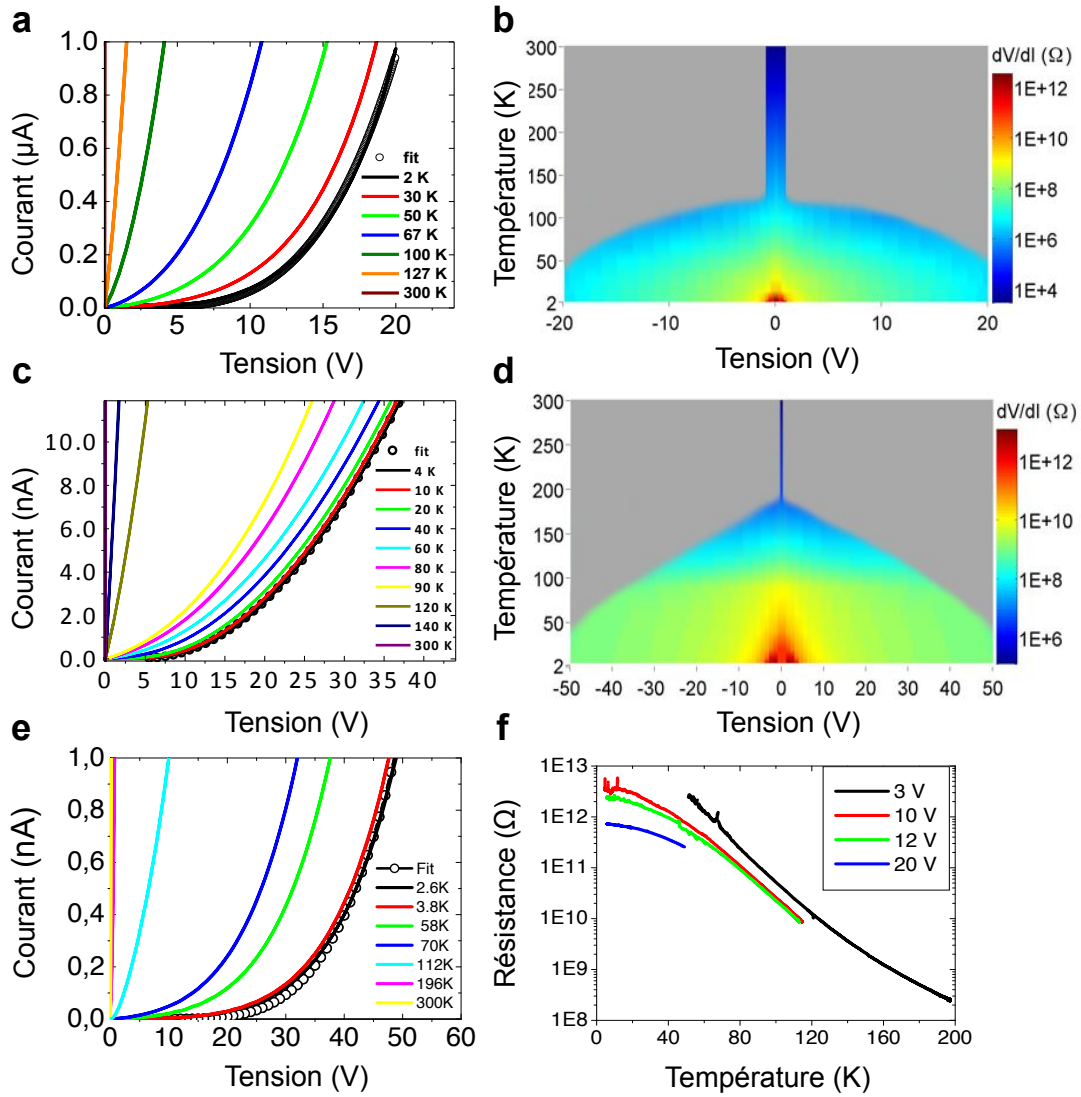 a
Courant (µA)
1.0
0.8
0.6
0.4
0.2
0.0
0 5 10 15 20
Tension (V)
fit
2 K
30 K
50 K
67 K
100 K
127 K
300 K
b
Température (K)
300
250
200
150
100
50
2
-20 -10 0 10 20
Tension (V)
dV/dI (Ω)
1E+12
1E+10
1E+8
1E+6
1E+4
c
Courant (nA)
10.0
8.0
6.0
4.0
2.0
0.0
0 5 10 15 20 25 30 35 40
Tension (V)
fit
4 K
10 K
20 K
40 K
60 K
80 K
90 K
120 K
140 K
300 K
d
Température (K)
300
250
200
150
100
50
2
-50 -40 -30 -20 -10 0 10 20 30 40 50
Tension (V)
dV/dI (Ω)
1E+12
1E+10
1E+8
1E+6
e
Courant (nA)
1,0
0,8
0,6
0,4
0,2
0,0
0 10 20 30 40 50 60
Tension (V)
Fit
2.6K
3.8K
58K
70K
112K
196K
300K
f
Résistance (Ω)
1E13
1E12
1E11
1E10
1E9
1E8
0 40 80 120 160 200
Température (K)
3 V
10 V
12 V
20 V